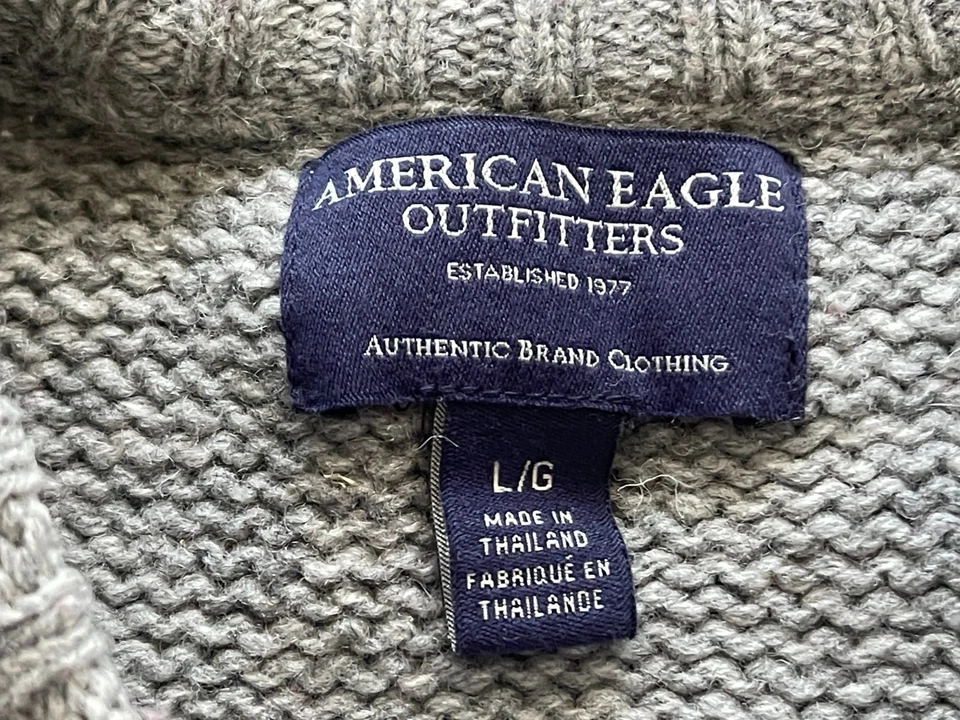 AMERICAN EAGLE
OUTFITTERS
ESTABLISHED 1977
AUTHENTIC BRAND CLOTHING
L/G
MADE IN
THAILAND
FABRIQUÉ EN
THAILANDE